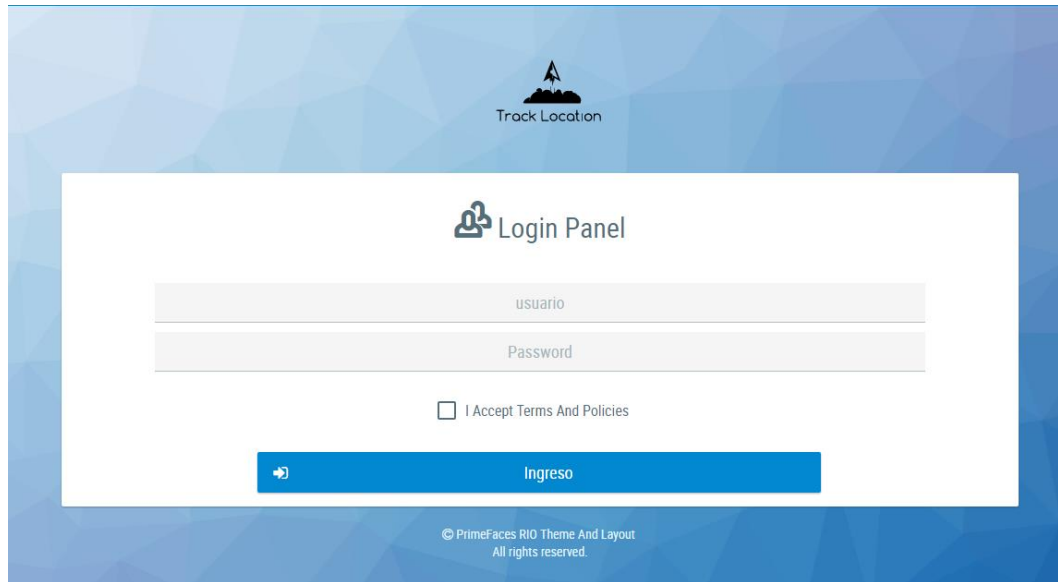 Track Location
Login Panel
usuario
Password
I Accept Terms And Policies
Ingreso
© PrimeFaces RIO Theme And Layout
All rights reserved.